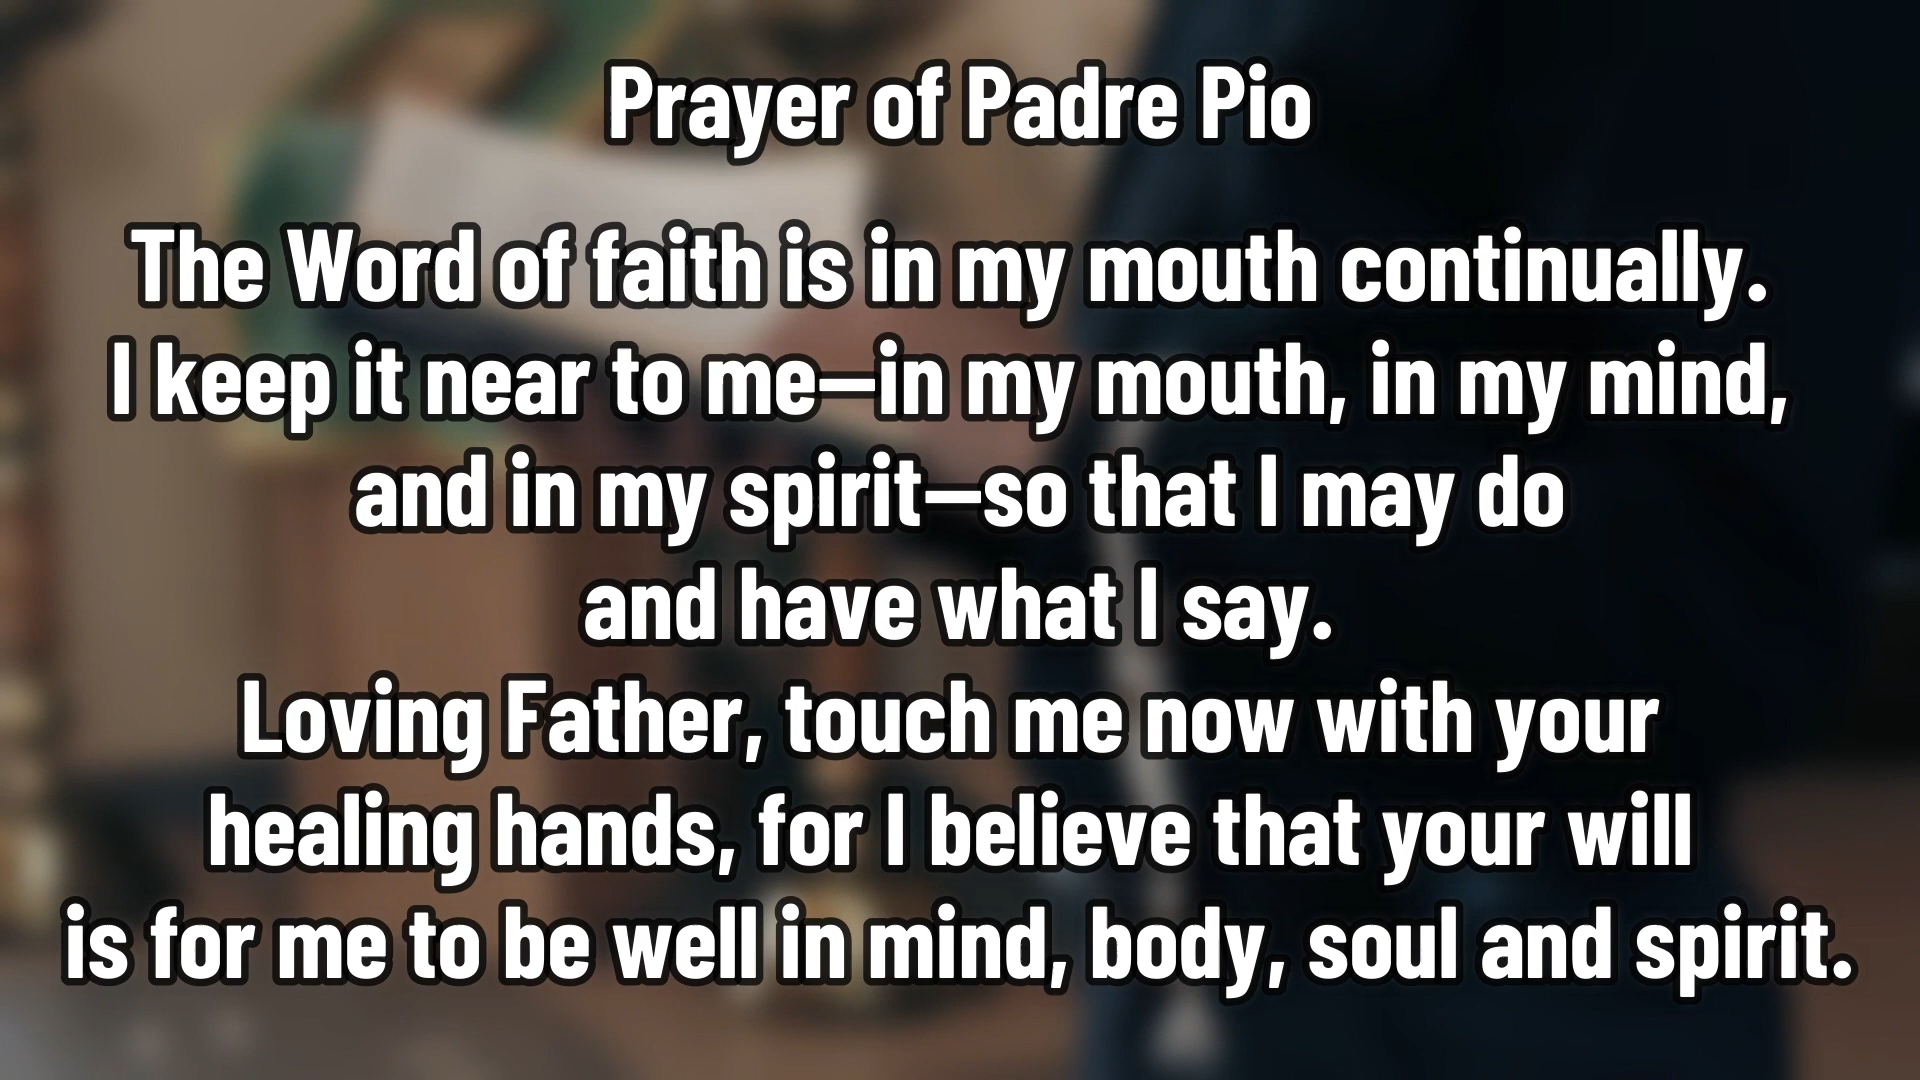 Prayer of Padre Pio
The Word of faith is in my mouth continually.
I keep it near to me—in my mouth, in my mind,
and in my spirit—so that I may do
and have what I say.
Loving Father, touch me now with your
healing hands, for I believe that your will
is for me to be well in mind, body, soul and spirit.